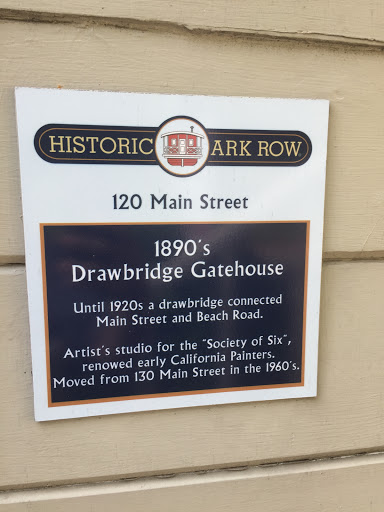 HISTORIC ARK ROW
120 Main Street
1890's
Drawbridge Gatehouse
Until 1920s a drawbridge connected
Main Street and Beach Road.
Artist's studio for the "Society of Six",
renowed early California Painters.
Moved from 130 Main Street in the 1960's.